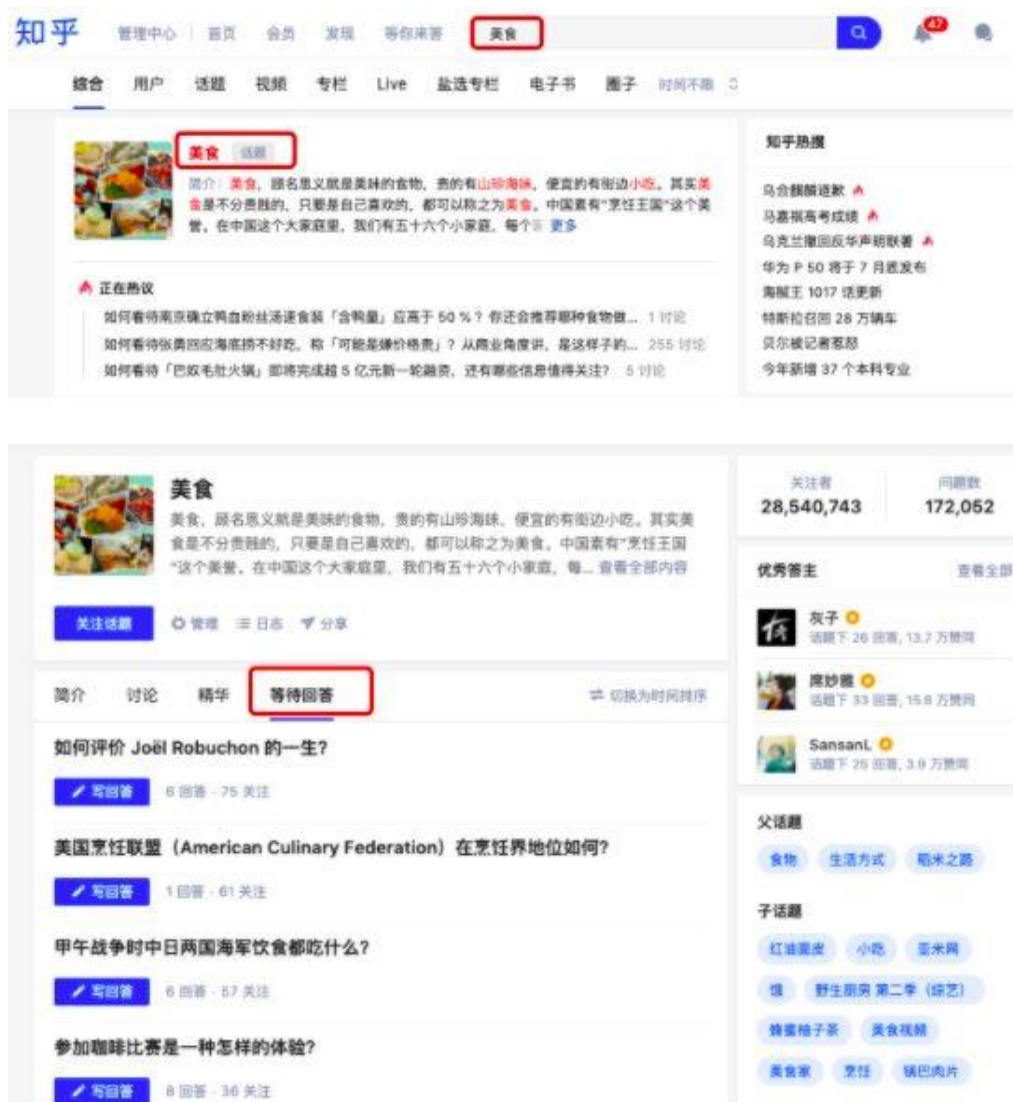 知乎 管理中心 首页 会员 发现 等你来答 美食 47
综合 用户 话题 视频 专栏 Live 盐选专栏 电子书 圈子 时间不限
美食 话题
简介：美食，顾名思义就是美味的食物，贵的有山珍海味，便宜的有街边小吃。其实美
食是不分贵贱的，只要是自己喜欢的，都可以称之为美食。中国素有“烹饪王国”这个美
誉。在中国这个大家庭里，我们有五十六个小家庭，每个 更多
正在热议
如何看待南京确立鸭血粉丝汤速食装「含鸭量」应高于 50 %？你还会推荐哪种食物做... 1 讨论
如何看待张勇回应海底捞不好吃，称「可能是嫌价格贵」？从商业角度讲，是这样子的... 255 讨论
如何看待「巴奴毛肚火锅」即将完成超 5 亿元新一轮融资，还有哪些信息值得关注？ 5 讨论
知乎热搜
乌合麒麟道歉
马嘉祺高考成绩
乌克兰撤回反华声明联署
华为 P 50 将于 7 月底发布
海贼王 1017 话更新
特斯拉召回 28 万辆车
贝尔被记者惹怒
今年新增 37 个本科专业
美食
美食，顾名思义就是美味的食物，贵的有山珍海味，便宜的有街边小吃。其实美
食是不分贵贱的，只要是自己喜欢的，都可以称之为美食。中国素有“烹饪王国
”这个美誉。在中国这个大家庭里，我们有五十六个小家庭，每... 查看全部内容
关注话题 管理 日志 分享
关注者 问题数
28,540,743 172,052
简介 讨论 精华 等待回答 切换为时间排序
如何评价 Joël Robuchon 的一生？
写回答 6 回答 · 75 关注
美国烹饪联盟（American Culinary Federation）在烹饪界地位如何？
写回答 1 回答 · 61 关注
甲午战争时中日两国海军饮食都吃什么？
写回答 6 回答 · 57 关注
参加咖啡比赛是一种怎样的体验？
写回答 8 回答 · 36 关注
优秀答主 查看全部
灰子
话题下 26 回答, 13.7 万赞同
席妙雅
话题下 33 回答, 15.6 万赞同
SansanL
话题下 25 回答, 3.9 万赞同
父话题
食物 生活方式 稻米之路
子话题
红油面皮 小吃 亚米网
饿 野生厨房 第二季（综艺）
蜂蜜柚子茶 美食视频
美食家 烹饪 锅巴肉片